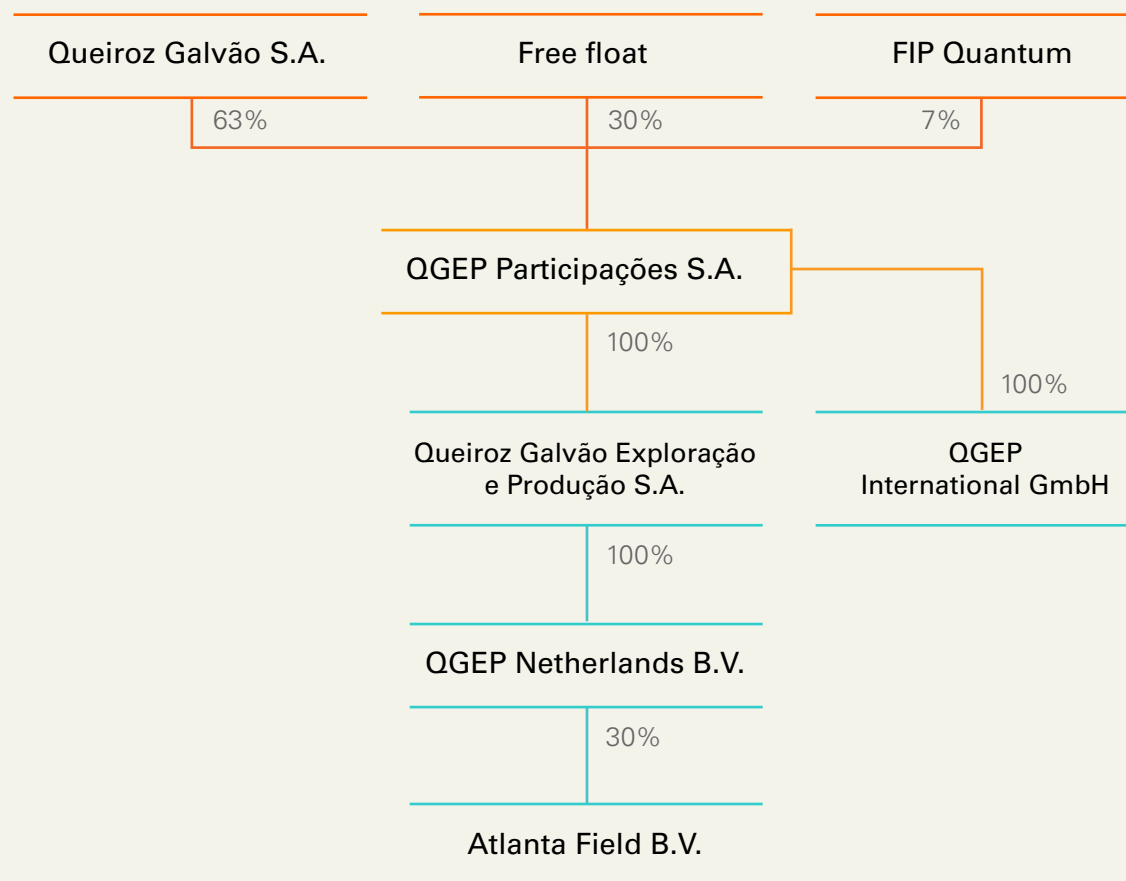 Queiroz Galvão S.A.
Free float
FIP Quantum
63%
30%
7%
QGEP Participações S.A.
100%
100%
Queiroz Galvão Exploração
e Produção S.A.
QGEP
International GmbH
100%
QGEP Netherlands B.V.
30%
Atlanta Field B.V.